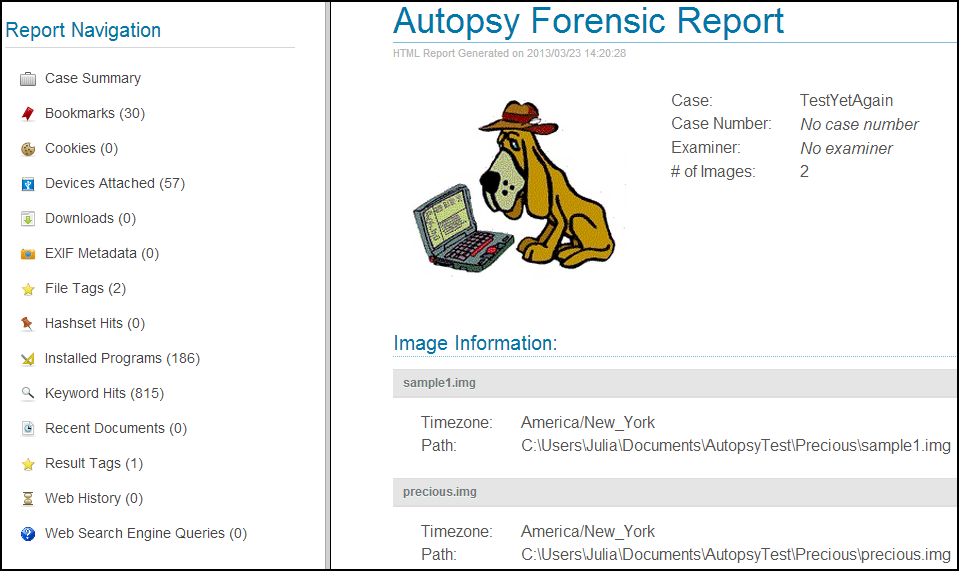 Report Navigation
Case Summary
Bookmarks (30)
Cookies (0)
Devices Attached (57)
Downloads (0)
EXIF Metadata (0)
File Tags (2)
Hashset Hits (0)
Installed Programs (186)
Keyword Hits (815)
Recent Documents (0)
Result Tags (1)
Web History (0)
Web Search Engine Queries (0)
Autopsy Forensic Report
HTML Report Generated on 2013/03/23 14:20:28
Case: TestYetAgain
Case Number: No case number
Examiner: No examiner
# of Images: 2
Image Information:
sample1.img
Timezone: America/New_York
Path: C:\Users\Julia\Documents\AutopsyTest\Precious\sample1.img
precious.img
Timezone: America/New_York
Path: C:\Users\Julia\Documents\AutopsyTest\Precious\precious.img